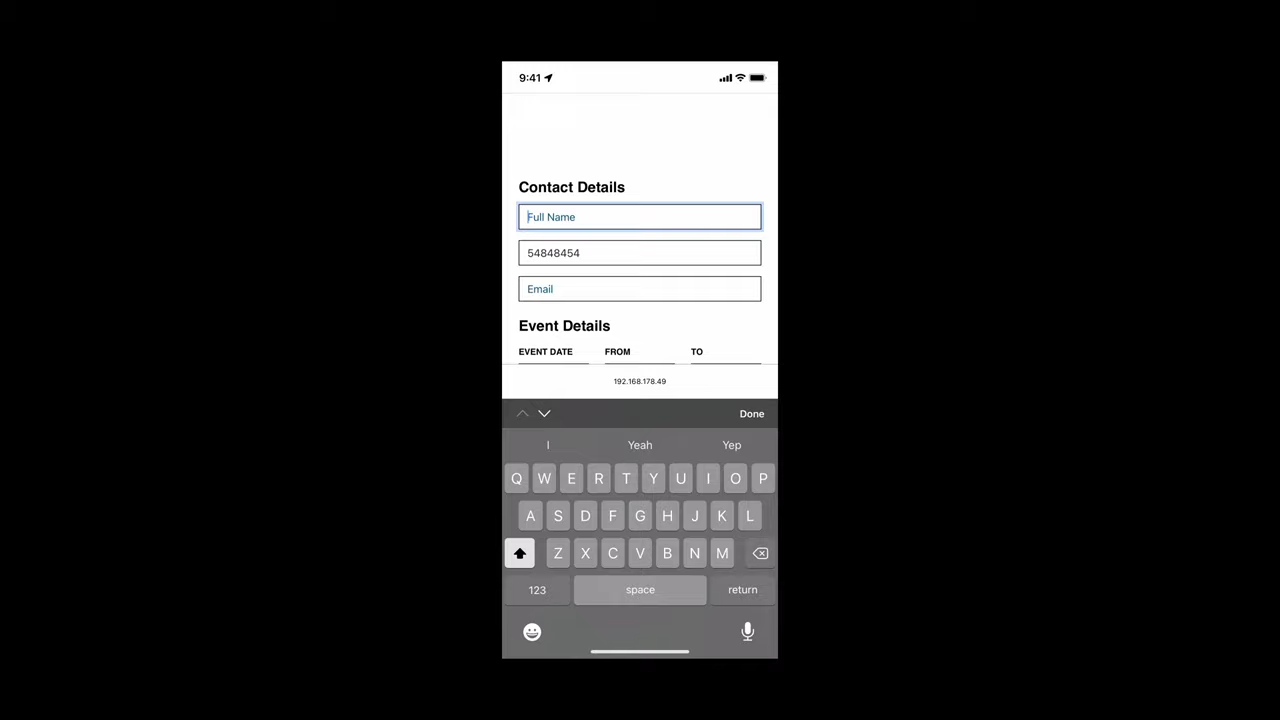 9:41
Contact Details
Full Name
54848454
Email
Event Details
EVENT DATE FROM TO
192.168.178.49
Done
I Yeah Yep
Q W E R T Y U I O P
A S D F G H J K L
Z X C V B N M
123 space return